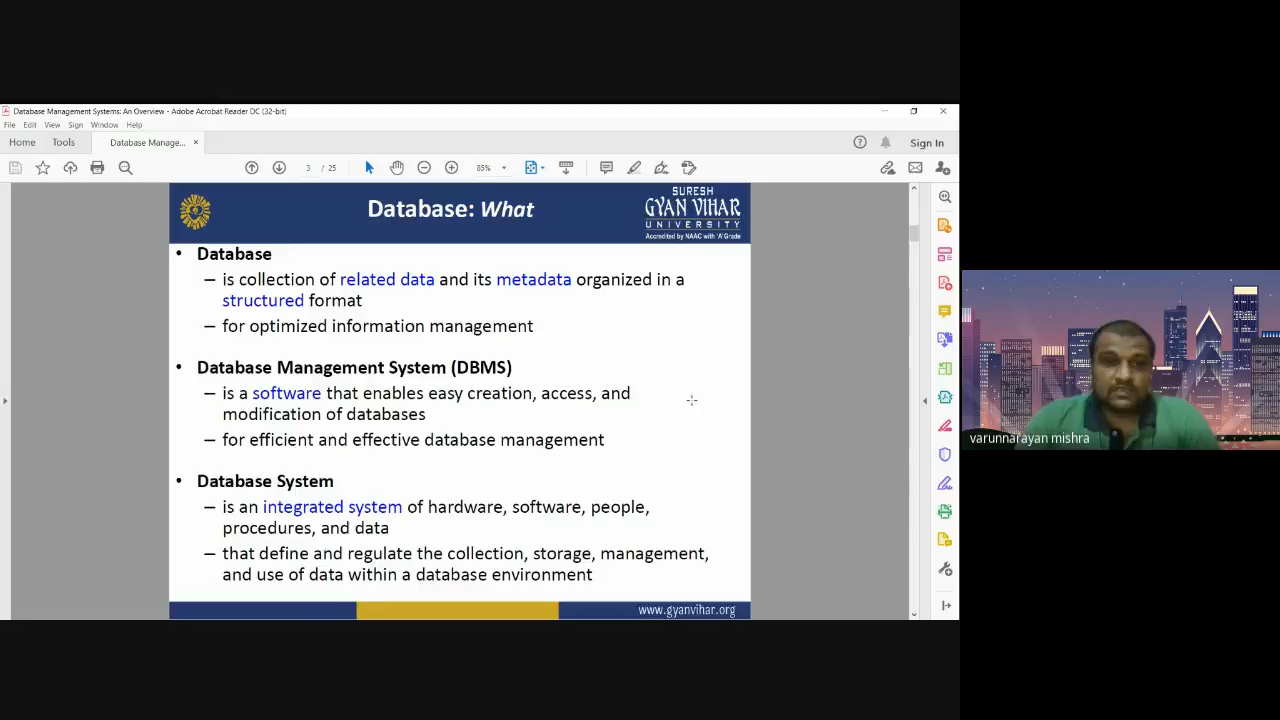 Database Management Systems: An Overview - Adobe Acrobat Reader DC (32-bit)
File Edit View Sign Window Help
Home Tools Database Manage... × Sign In
3 / 25 85%
Database: What
SURESH
GYAN VIHAR
UNIVERSITY
Accredited by NAAC with 'A' Grade
• Database
– is collection of related data and its metadata organized in a
structured format
– for optimized information management
• Database Management System (DBMS)
– is a software that enables easy creation, access, and
modification of databases
– for efficient and effective database management
• Database System
– is an integrated system of hardware, software, people,
procedures, and data
– that define and regulate the collection, storage, management,
and use of data within a database environment
www.gyanvihar.org
varunnarayan mishra